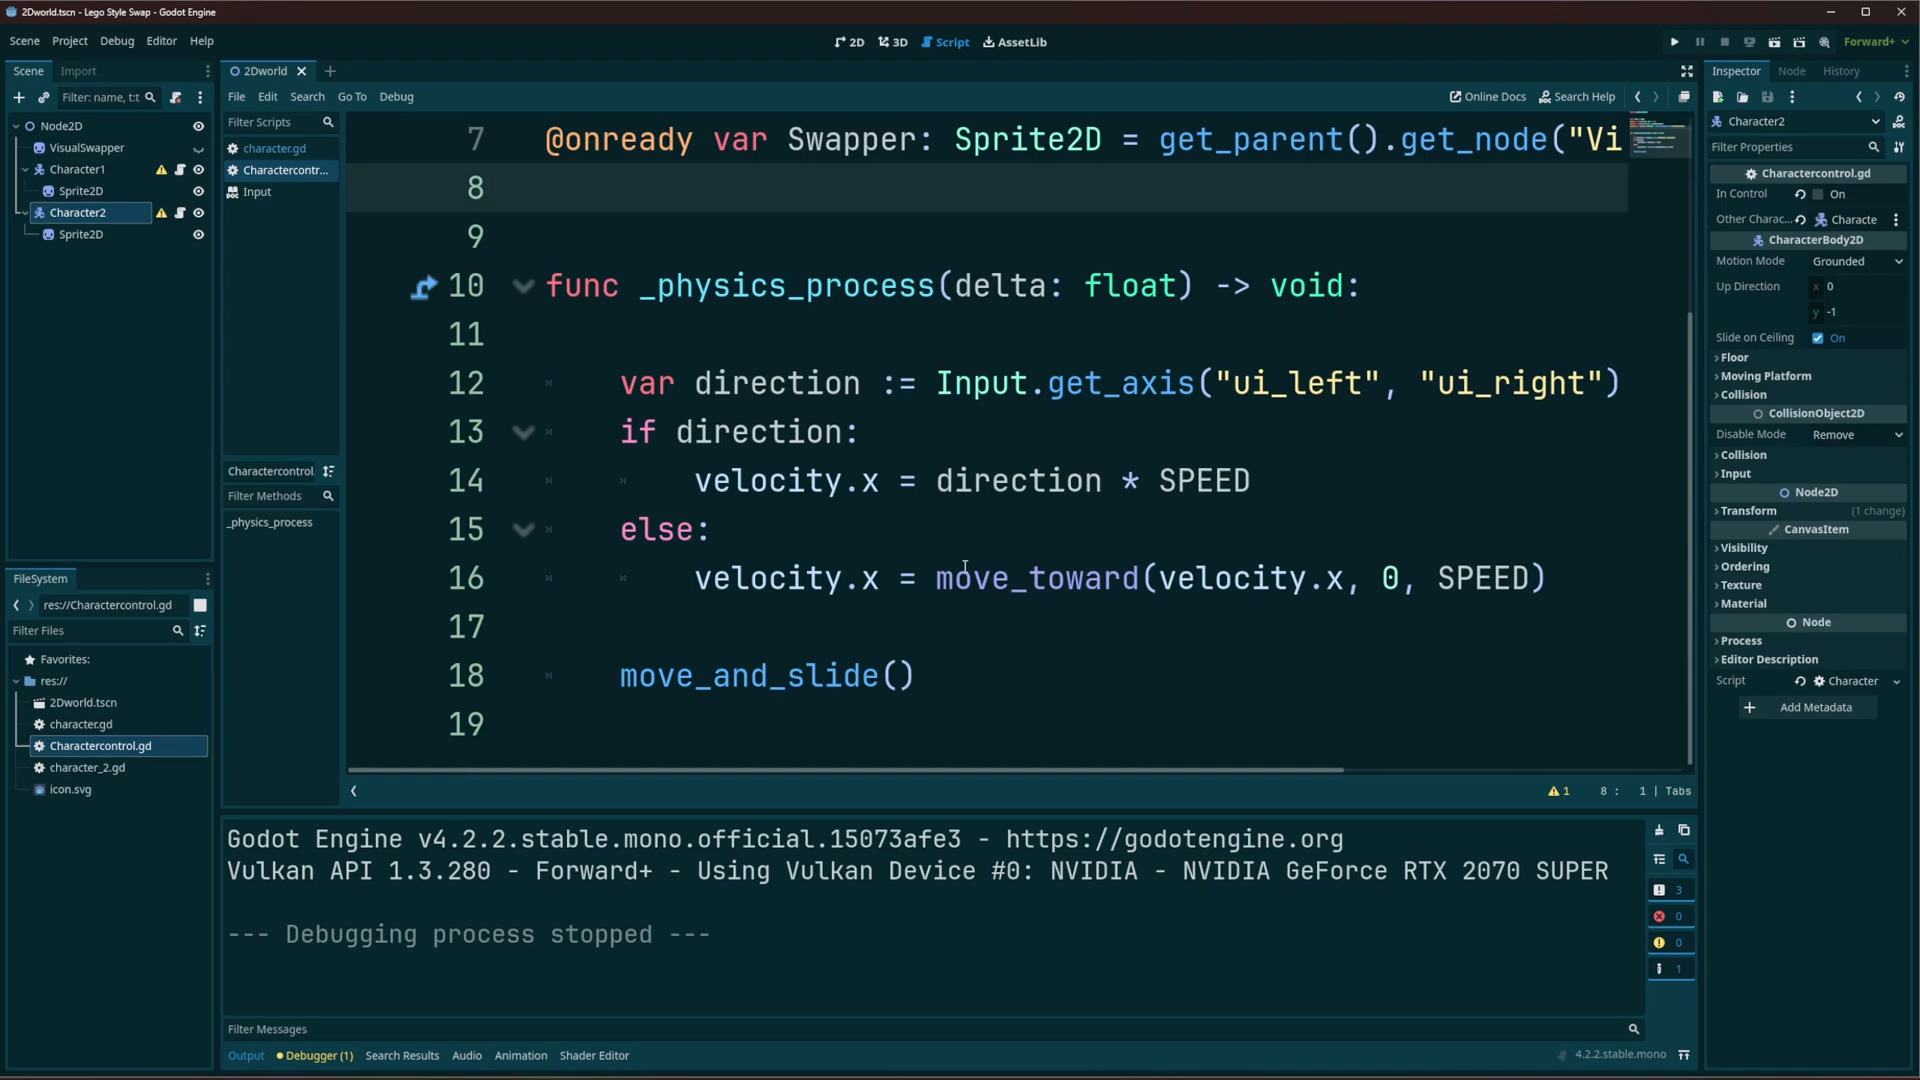 2Dworld.tscn - Lego Style Swap - Godot Engine
Scene Project Debug Editor Help
2D 3D Script AssetLib
Forward+
Scene Import
Filter: name, t:t
Node2D
VisualSwapper
Character1
Sprite2D
Character2
Sprite2D
FileSystem
res://Charactercontrol.gd
Filter Files
Favorites:
res://
2Dworld.tscn
character.gd
Charactercontrol.gd
character_2.gd
icon.svg
2Dworld
File Edit Search Go To Debug
Online Docs Search Help
Filter Scripts
character.gd
Charactercontr...
Input
Charactercontrol.
Filter Methods
_physics_process
7 @onready var Swapper: Sprite2D = get_parent().get_node("Vi
8
9
10 func _physics_process(delta: float) -> void:
11
12 var direction := Input.get_axis("ui_left", "ui_right")
13 if direction:
14 velocity.x = direction * SPEED
15 else:
16 velocity.x = move_toward(velocity.x, 0, SPEED)
17
18 move_and_slide()
19
1 8 : 1 | Tabs
Godot Engine v4.2.2.stable.mono.official.15073afe3 - https://godotengine.org
Vulkan API 1.3.280 - Forward+ - Using Vulkan Device #0: NVIDIA - NVIDIA GeForce RTX 2070 SUPER
--- Debugging process stopped ---
3
0
0
1
Filter Messages
Output Debugger (1) Search Results Audio Animation Shader Editor
4.2.2.stable.mono
Inspector Node History
Character2
Filter Properties
Charactercontrol.gd
In Control On
Other Charac... Characte
CharacterBody2D
Motion Mode Grounded
Up Direction x 0
y -1
Slide on Ceiling On
Floor
Moving Platform
Collision
CollisionObject2D
Disable Mode Remove
Collision
Input
Node2D
Transform (1 change)
CanvasItem
Visibility
Ordering
Texture
Material
Node
Process
Editor Description
Script Character
Add Metadata